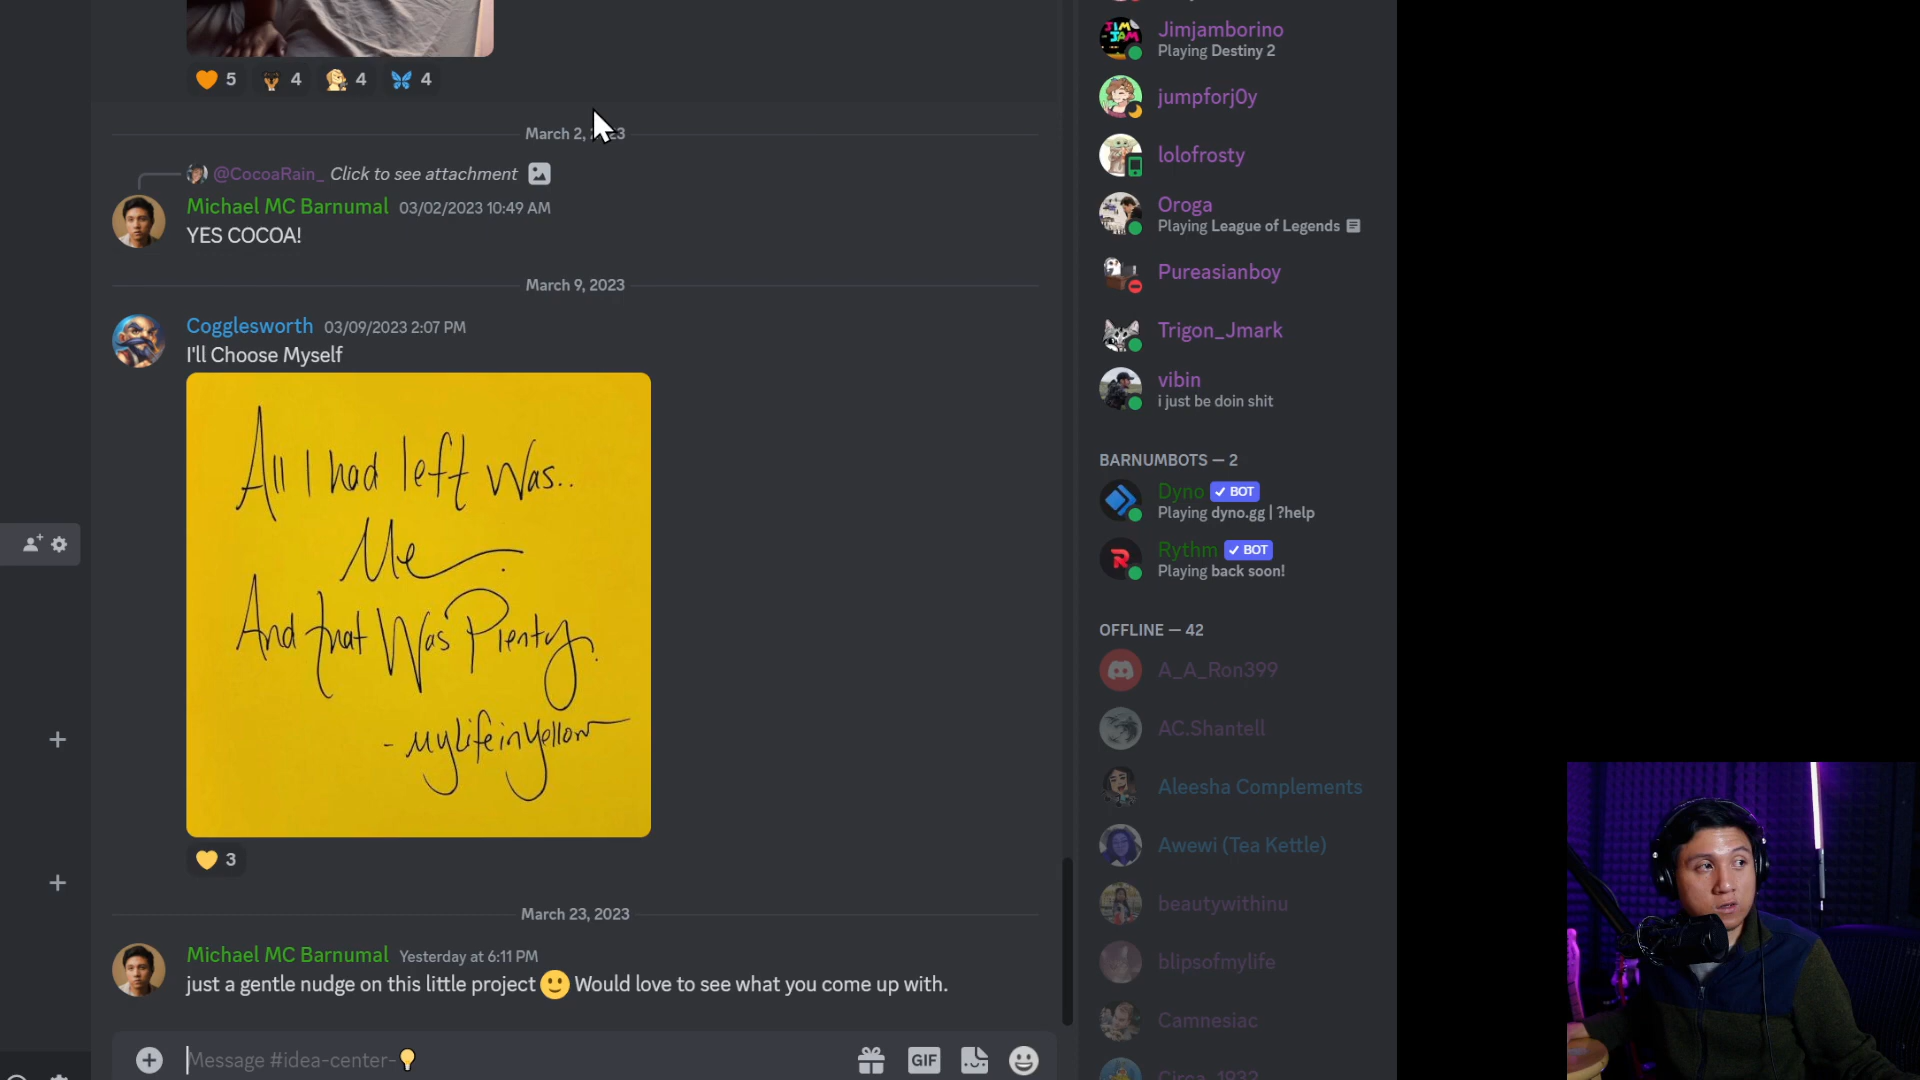 5 4 4 4
March 2, 23
@CocoaRain_ Click to see attachment
Michael MC Barnumal 03/02/2023 10:49 AM
YES COCOA!
March 9, 2023
Cogglesworth 03/09/2023 2:07 PM
I'll Choose Myself
All I had left Was..
Me.
And that Was Plenty.
- mylifeinyellow
3
March 23, 2023
Michael MC Barnumal Yesterday at 6:11 PM
just a gentle nudge on this little project 🙂 Would love to see what you come up with.
Message #idea-center-💡
GIF
JIM
JAM
Jimjamborino
Playing Destiny 2
jumpforj0y
lolofrosty
Oroga
Playing League of Legends
Pureasianboy
Trigon_Jmark
vibin
i just be doin shit
BARNUMBOTS — 2
Dyno ✓ BOT
Playing dyno.gg | ?help
Rythm ✓ BOT
Playing back soon!
OFFLINE — 42
A_A_Ron399
AC.Shantell
Aleesha Complements
Awewi (Tea Kettle)
beautywithinu
blipsofmylife
Camnesiac
Circa_1932